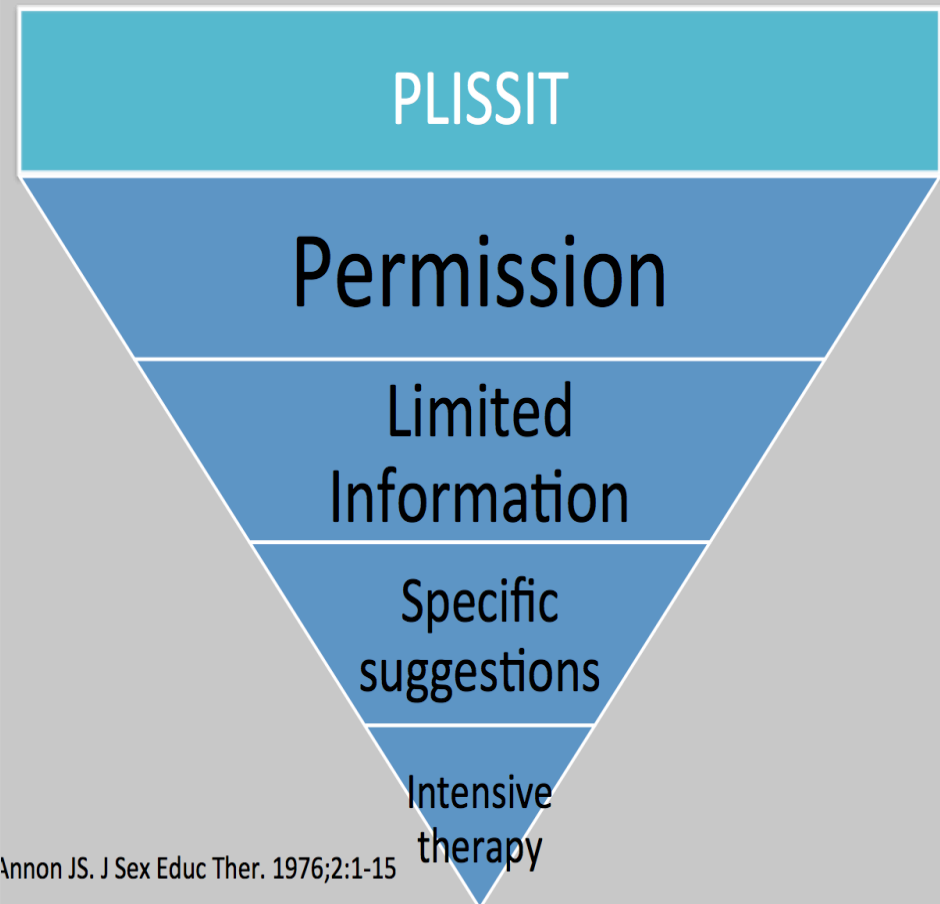 PLISSIT
Permission
Limited
Information
Specific
suggestions
Intensive
therapy
Annon JS. J Sex Educ Ther. 1976;2:1-15